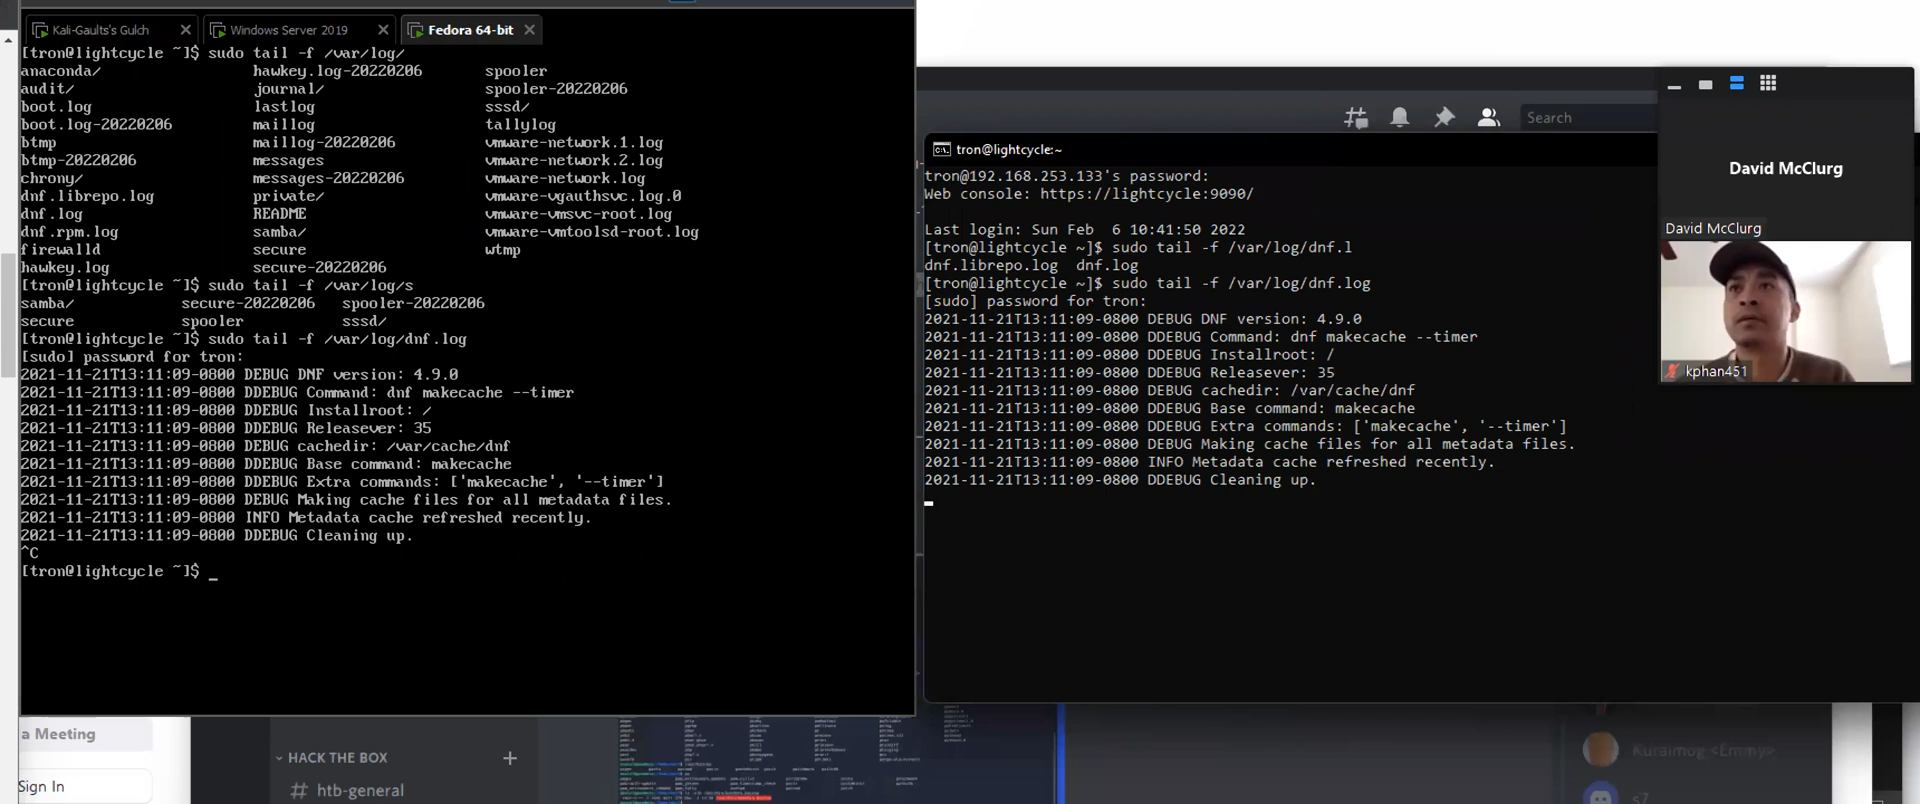 Kali-Gaults's Gulch
Windows Server 2019
Fedora 64-bit
[tron@lightcycle ~]$ sudo tail -f /var/log/
anaconda/ hawkey.log-20220206 spooler
audit/ journal/ spooler-20220206
boot.log lastlog sssd/
boot.log-20220206 maillog tallylog
btmp maillog-20220206 vmware-network.1.log
btmp-20220206 messages vmware-network.2.log
chrony/ messages-20220206 vmware-network.log
dnf.librepo.log private/ vmware-vgauthsvc.log.0
dnf.log README vmware-vmsvc-root.log
dnf.rpm.log samba/ vmware-vmtoolsd-root.log
firewalld secure wtmp
hawkey.log secure-20220206
[tron@lightcycle ~]$ sudo tail -f /var/log/s
samba/ secure-20220206 spooler-20220206
secure spooler sssd/
[tron@lightcycle ~]$ sudo tail -f /var/log/dnf.log
[sudo] password for tron:
2021-11-21T13:11:09-0800 DEBUG DNF version: 4.9.0
2021-11-21T13:11:09-0800 DDEBUG Command: dnf makecache --timer
2021-11-21T13:11:09-0800 DDEBUG Installroot: /
2021-11-21T13:11:09-0800 DDEBUG Releasever: 35
2021-11-21T13:11:09-0800 DEBUG cachedir: /var/cache/dnf
2021-11-21T13:11:09-0800 DDEBUG Base command: makecache
2021-11-21T13:11:09-0800 DDEBUG Extra commands: ['makecache', '--timer']
2021-11-21T13:11:09-0800 DEBUG Making cache files for all metadata files.
2021-11-21T13:11:09-0800 INFO Metadata cache refreshed recently.
2021-11-21T13:11:09-0800 DDEBUG Cleaning up.
^C
[tron@lightcycle ~]$ _
Search
tron@lightcycle:~
tron@192.168.253.133's password:
Web console: https://lightcycle:9090/
Last login: Sun Feb  6 10:41:50 2022
[tron@lightcycle ~]$ sudo tail -f /var/log/dnf.l
dnf.librepo.log  dnf.log
[tron@lightcycle ~]$ sudo tail -f /var/log/dnf.log
[sudo] password for tron:
2021-11-21T13:11:09-0800 DEBUG DNF version: 4.9.0
2021-11-21T13:11:09-0800 DDEBUG Command: dnf makecache --timer
2021-11-21T13:11:09-0800 DDEBUG Installroot: /
2021-11-21T13:11:09-0800 DDEBUG Releasever: 35
2021-11-21T13:11:09-0800 DEBUG cachedir: /var/cache/dnf
2021-11-21T13:11:09-0800 DDEBUG Base command: makecache
2021-11-21T13:11:09-0800 DDEBUG Extra commands: ['makecache', '--timer']
2021-11-21T13:11:09-0800 DEBUG Making cache files for all metadata files.
2021-11-21T13:11:09-0800 INFO Metadata cache refreshed recently.
2021-11-21T13:11:09-0800 DDEBUG Cleaning up.
David McClurg
David McClurg
kphan451
a Meeting
Sign In
HACK THE BOX
# htb-general
Kuraimog <Emmy>
s7